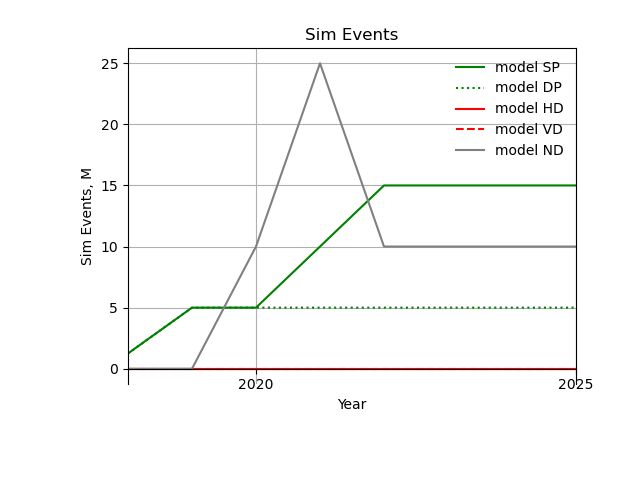 Sim Events
model SP
model DP
model HD
model VD
model ND
Sim Events, M
25
20
15
10
5
0
2020
2025
Year